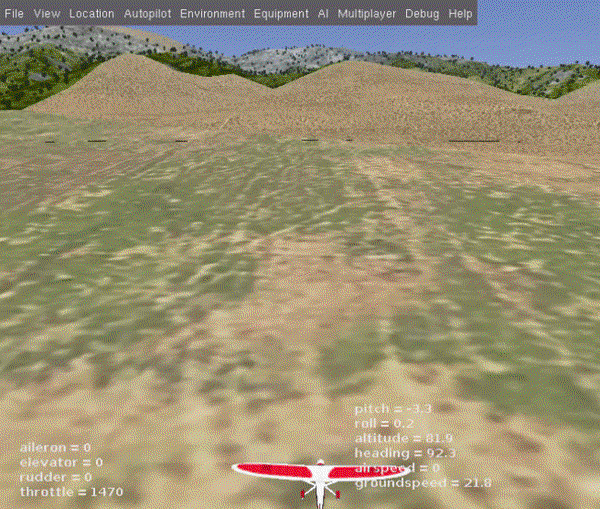 File View Location Autopilot Environment Equipment AI Multiplayer Debug Help
pitch = -3.3
roll = 0.2
altitude = 81.9
heading = 92.3
airspeed = 0
groundspeed = 21.8
aileron = 0
elevator = 0
rudder = 0
throttle = 1470